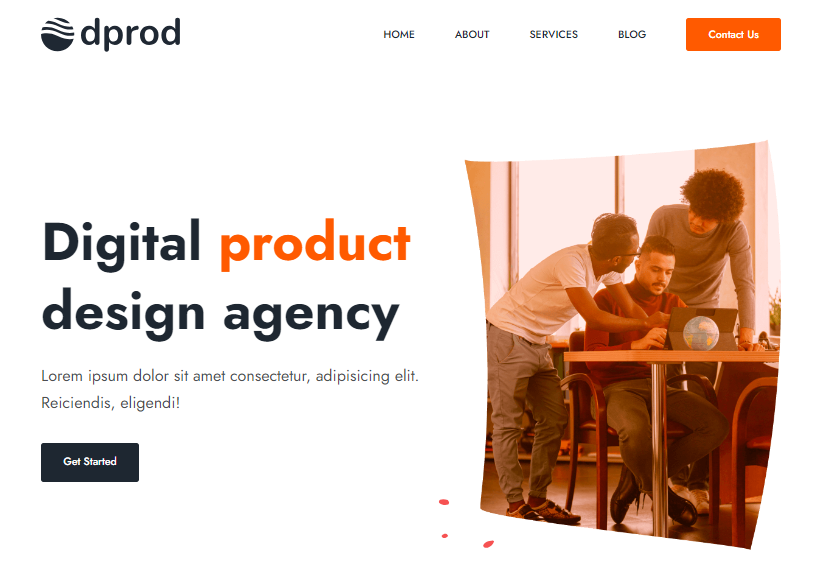 dprod
HOME ABOUT SERVICES BLOG Contact Us
Digital product
design agency
Lorem ipsum dolor sit amet consectetur, adipisicing elit.
Reiciendis, eligendi!
Get Started